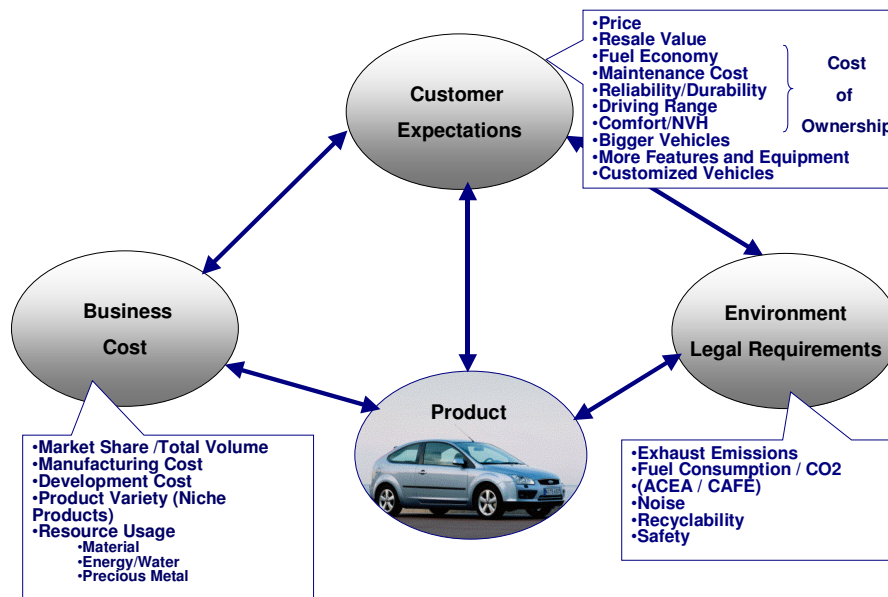 •Price
•Resale Value
•Fuel Economy
•Maintenance Cost
•Reliability/Durability
•Driving Range
•Comfort/NVH
•Bigger Vehicles
•More Features and Equipment
•Customized Vehicles
Cost
of
Ownership
Customer
Expectations
Business
Cost
Environment
Legal Requirements
Product
•Market Share /Total Volume
•Manufacturing Cost
•Development Cost
•Product Variety (Niche
Products)
•Resource Usage
•Material
•Energy/Water
•Precious Metal
•Exhaust Emissions
•Fuel Consumption / CO2
•(ACEA / CAFE)
•Noise
•Recyclability
•Safety